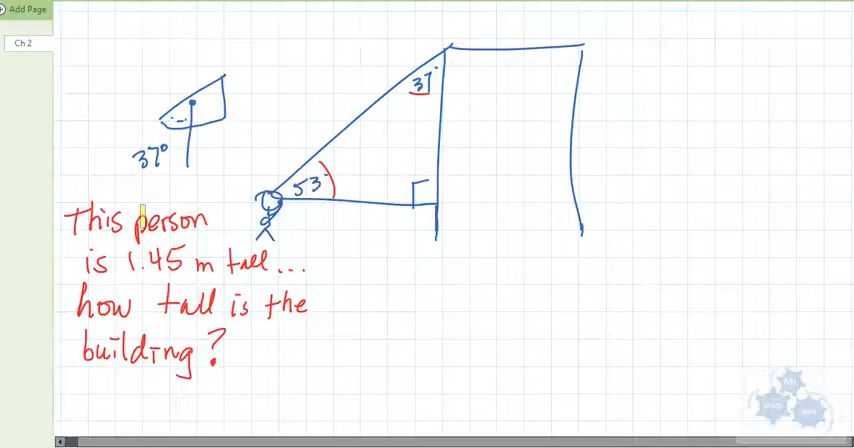 Add Page
Ch 2
37°
37°
53°
This person
is 1.45 m tall...
how tall is the
building?